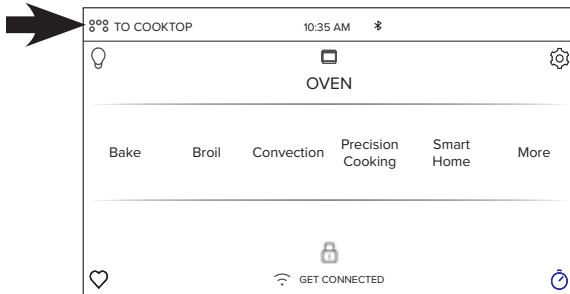 TO COOKTOP 10:35 AM
OVEN
Bake Broil Convection Precision Cooking Smart Home More
GET CONNECTED